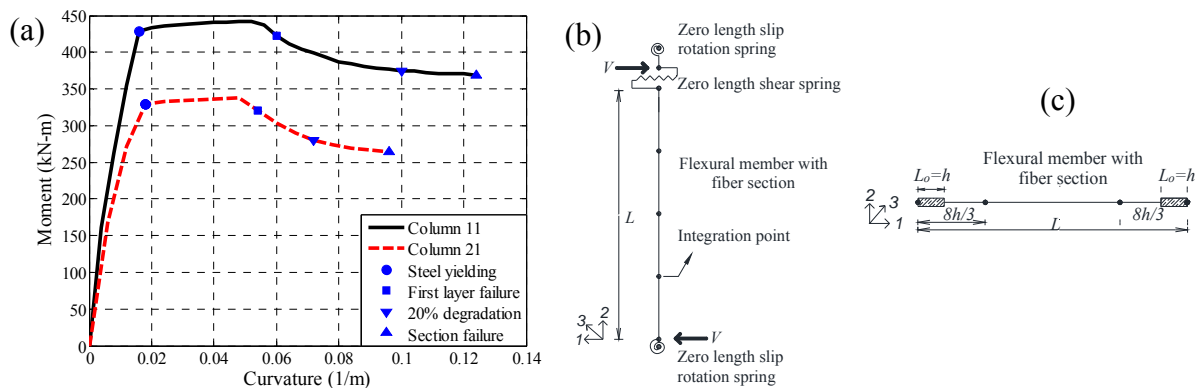 (a)
Moment (kN-m)
450
400
350
300
250
200
150
100
50
0
0
0.02
0.04
0.06
0.08
0.1
0.12
0.14
Curvature (1/m)
Column 11
Column 21
Steel yielding
First layer failure
20% degradation
Section failure
(b)
Zero length slip
rotation spring
V
Zero length shear spring
Flexural member with
fiber section
L
Integration point
3
2
1
V
Zero length slip
rotation spring
(c)
Flexural member with
fiber section
Lo=h
Lo=h
2
3
1
8h/3
8h/3
L